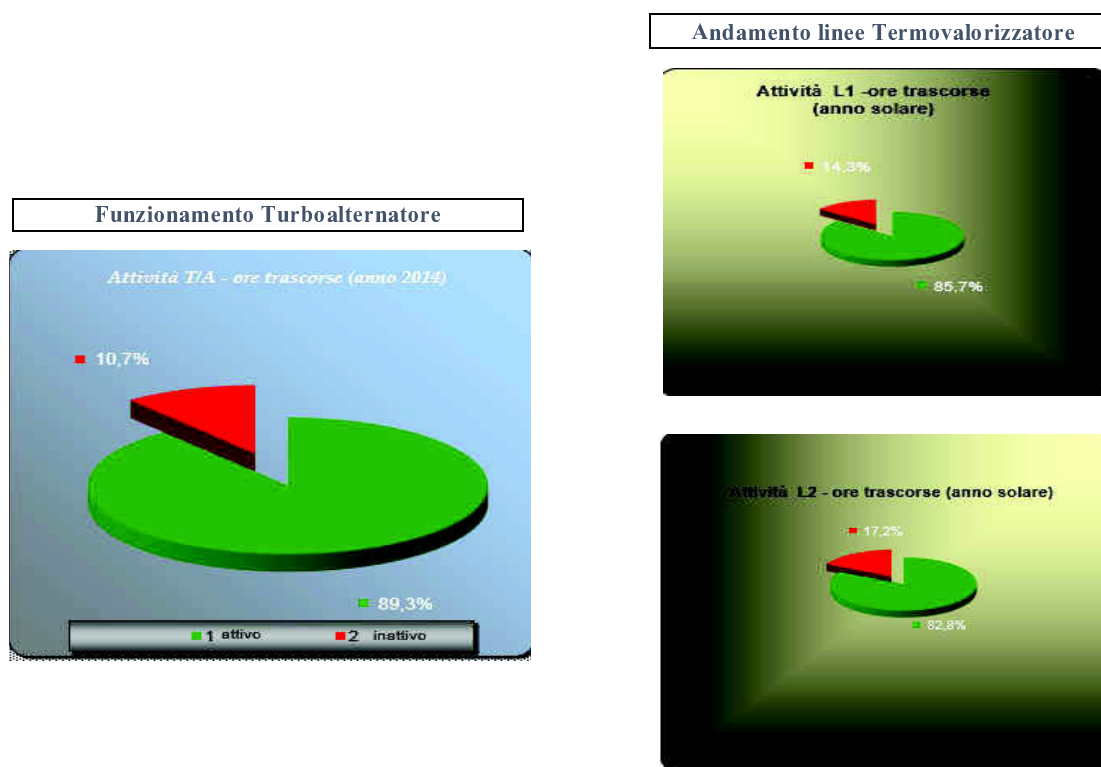 Funzionamento Turboalternatore
Attività T/A - ore trascorse (anno 2014)
10,7%
89,3%
1 attivo
2 inattivo
Andamento linee Termovalorizzatore
Attività L1 -ore trascorse
(anno solare)
14,3%
85,7%
Attività L2 - ore trascorse (anno solare)
17,2%
82,8%